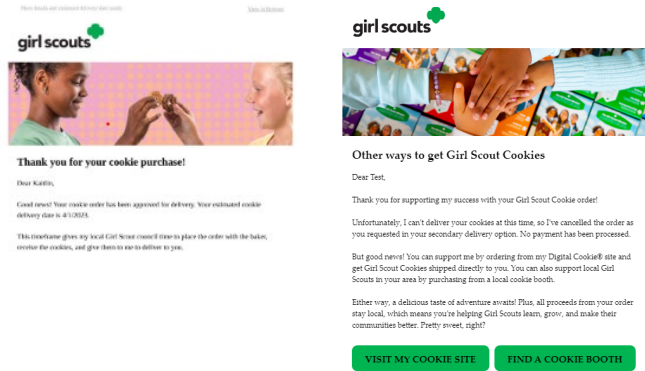 View in Browser
girl scouts
Thank you for your cookie purchase!
Dear Kaitlin,
Good news! Your cookie order has been approved for delivery. Your estimated cookie
delivery date is 4/1/2023.
This timeframe gives my local Girl Scout council time to place the order with the baker,
receive the cookies, and give them to me to deliver to you.
girl scouts
Other ways to get Girl Scout Cookies
Dear Test,
Thank you for supporting my success with your Girl Scout Cookie order!
Unfortunately, I can't deliver your cookies at this time, so I've cancelled the order as
you requested in your secondary delivery option. No payment has been processed.
But good news! You can support me by ordering from my Digital Cookie® site and
get Girl Scout Cookies shipped directly to you. You can also support local Girl
Scouts in your area by purchasing from a local cookie booth.
Either way, a delicious taste of adventure awaits! Plus, all proceeds from your order
stay local, which means you're helping Girl Scouts learn, grow, and make their
communities better. Pretty sweet, right?
VISIT MY COOKIE SITE
FIND A COOKIE BOOTH